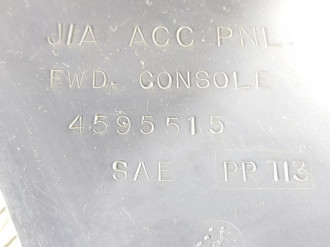 J/A ACC. PNL.
FWD. CONSOLE
4595515
SAE PP T13